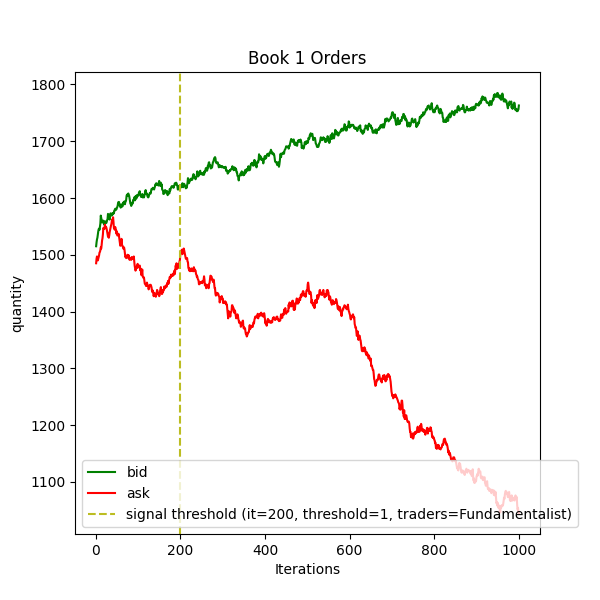 Book 1 Orders
1800
1700
1600
1500
1400
1300
1200
1100
quantity
bid
ask
signal threshold (it=200, threshold=1, traders=Fundamentalist)
0 200 400 600 800 1000
Iterations